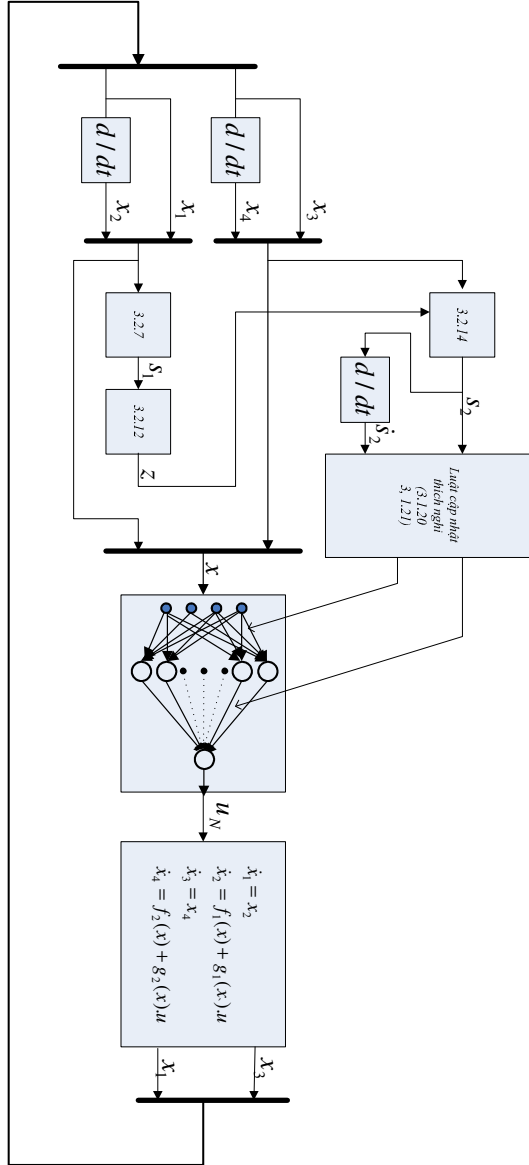 d / dt
d / dt
x₂
x₁
x₄
x₃
3.2.7
s₁
3.2.12
z
3.2.14
s₂
d / dt
ṡ₂
Luật cập nhật
thích nghi
(3.1.20
3, 1.21)
x
u_N
ẋ₁ = x₂
ẋ₂ = f₁(x) + g₁(x).u
ẋ₃ = x₄
ẋ₄ = f₂(x) + g₂(x).u
x₁
x₃